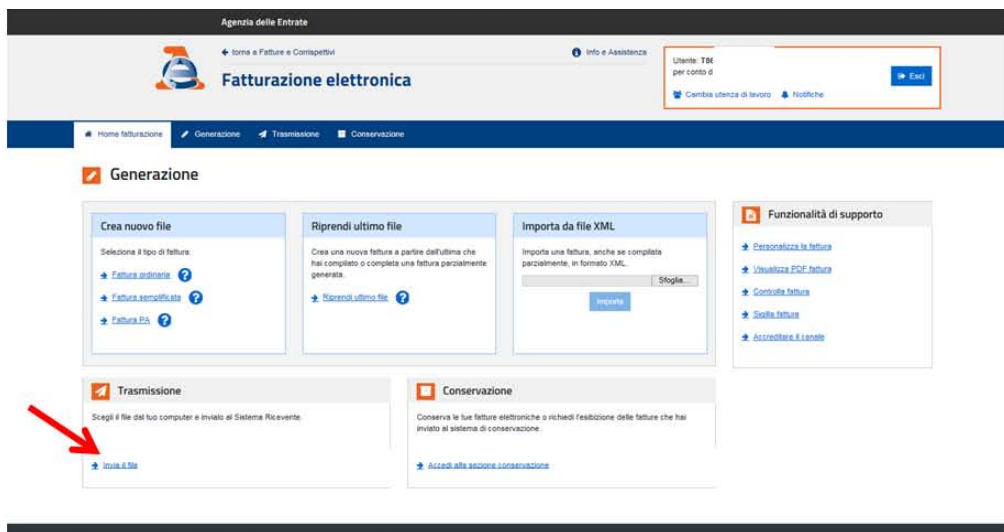 Agenzia delle Entrate
torna a Fatture e Corrispettivi
Info e Assistenza
Fatturazione elettronica
Utente: T86
per conto d
Esci
Cambia utenza di lavoro
Notifiche
Home fatturazione
Generazione
Trasmissione
Conservazione
Generazione
Crea nuovo file
Seleziona il tipo di fattura:
Fattura ordinaria
Fattura semplificata
Fattura PA
Riprendi ultimo file
Crea una nuova fattura a partire dall'ultima che
hai compilato o completa una fattura parzialmente
generata.
Riprendi ultimo file
Importa da file XML
Importa una fattura, anche se compilata
parzialmente, in formato XML.
Sfoglia...
Importa
Funzionalità di supporto
Personalizza la fattura
Visualizza PDF fattura
Controlla fattura
Sigilla fattura
Accreditare il canale
Trasmissione
Scegli il file dal tuo computer e invialo al Sistema Ricevente.
Invia il file
Conservazione
Conserva le tue fatture elettroniche o richiedi l'esibizione delle fatture che hai
inviato al sistema di conservazione.
Accedi alla sezione conservazione